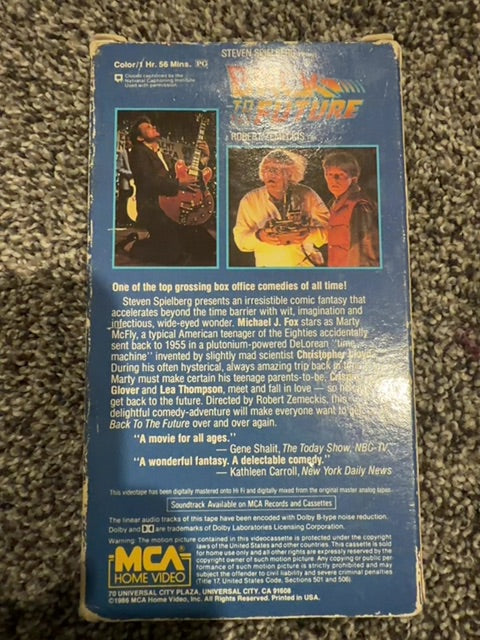 Color/1 Hr. 56 Mins. PG
Closed captioned by the
National Captioning Institute
Used with permission.
STEVEN SPIELBERG
TO THE
FUTURE
ROBERT ZEMECKIS
One of the top grossing box office comedies of all time!
Steven Spielberg presents an irresistible comic fantasy that
accelerates beyond the time barrier with wit, imagination and
infectious, wide-eyed wonder. Michael J. Fox stars as Marty
McFly, a typical American teenager of the Eighties accidentally
sent back to 1955 in a plutonium-powered DeLorean "time
machine" invented by slightly mad scientist Christopher Lloyd.
During his often hysterical, always amazing trip back in time,
Marty must make certain his teenage parents-to-be, Crispin
Glover and Lea Thompson, meet and fall in love — so he can
get back to the future. Directed by Robert Zemeckis, this
delightful comedy-adventure will make everyone want to get
Back To The Future over and over again.
"A movie for all ages."
— Gene Shalit, The Today Show, NBC-TV
"A wonderful fantasy. A delectable comedy."
— Kathleen Carroll, New York Daily News
This videotape has been digitally mastered onto Hi Fi and digitally mixed from the original master analog tapes.
Soundtrack Available on MCA Records and Cassettes
The linear audio tracks of this tape have been encoded with Dolby B-type noise reduction.
Dolby and DD are trademarks of Dolby Laboratories Licensing Corporation.
Warning: The motion picture contained in this videocassette is protected under the copyright
laws of the United States and other countries. This cassette is sold
for home use only and all other rights are expressly reserved by the
copyright owner of such motion picture. Any copying or public per-
formance of such motion picture is strictly prohibited and may
subject the offender to civil liability and severe criminal penalties
(Title 17, United States Code, Sections 501 and 506).
MCA
HOME VIDEO
70 UNIVERSAL CITY PLAZA, UNIVERSAL CITY, CA 91608
©1986 MCA Home Video, Inc. All Rights Reserved. Printed in USA.